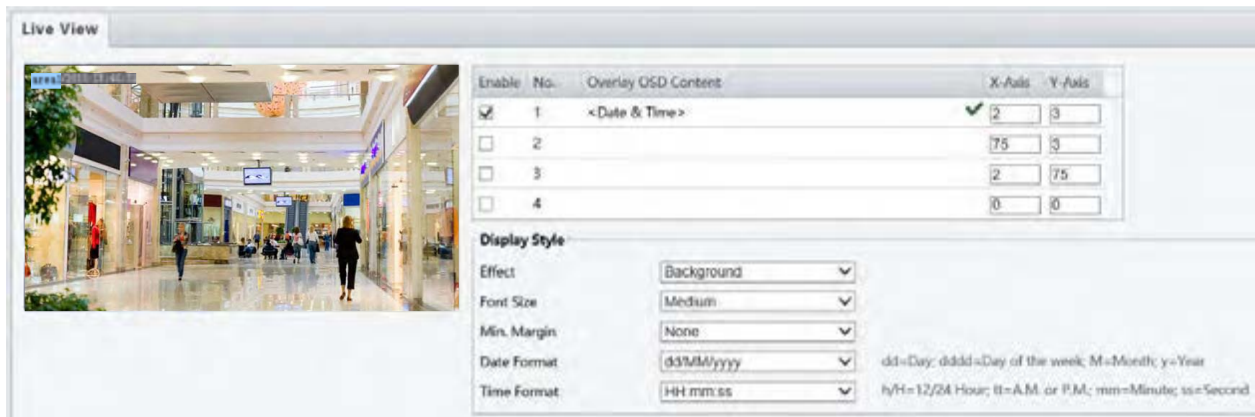 Live View
area
Enable No. Overlay OSD Content X-Axis Y-Axis
1 <Date & Time> 2 3
2 75 3
3 2 75
4 0 0
Display Style
Effect Background
Font Size Medium
Min. Margin None
Date Format dd/MM/yyyy dd=Day; dddd=Day of the week; M=Month; y=Year
Time Format HH:mm:ss h/H=12/24 Hour; tt=A.M. or P.M.; mm=Minute; ss=Second